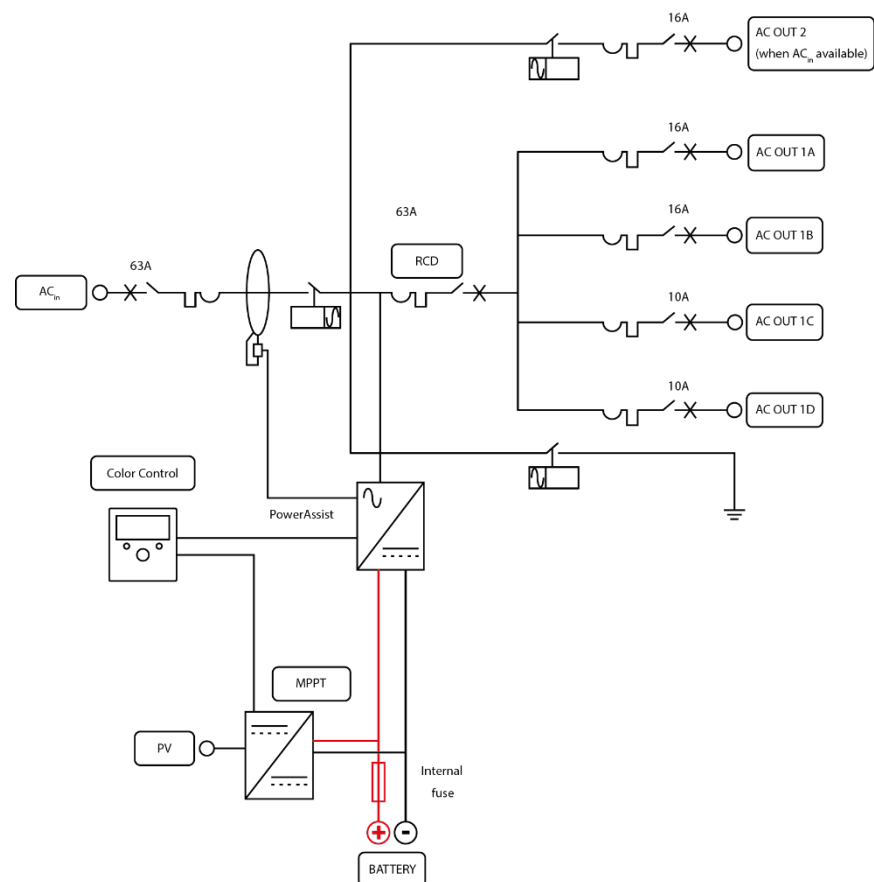 16A
AC OUT 2
(when ACin available)
16A
AC OUT 1A
16A
63A
AC OUT 1B
RCD
63A
ACin
10A
AC OUT 1C
10A
AC OUT 1D
Color Control
PowerAssist
MPPT
PV
Internal
fuse
+
-
BATTERY